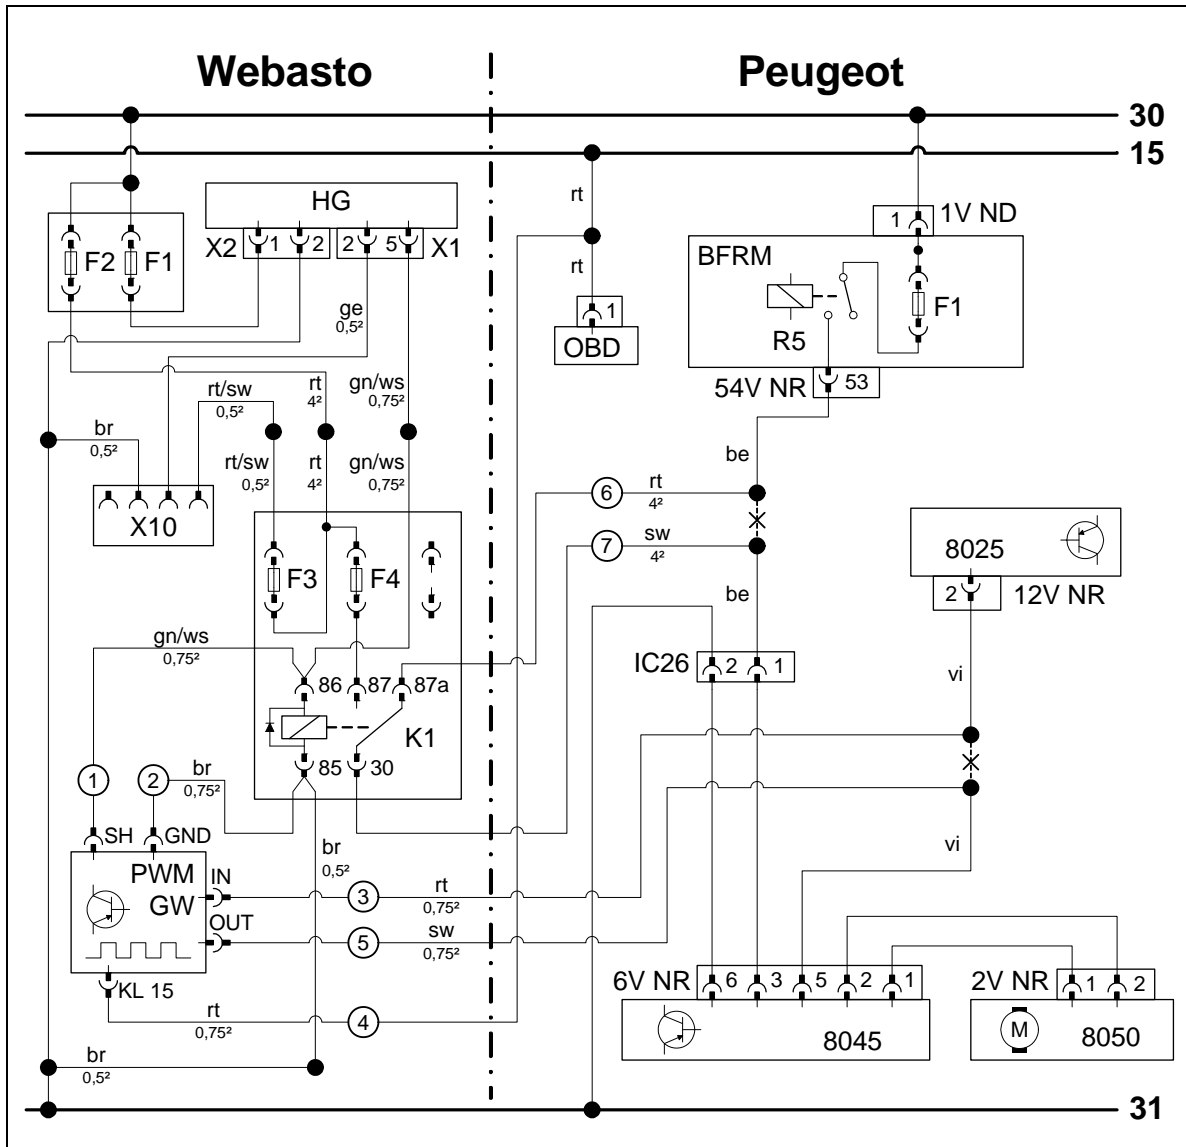 Webasto
Peugeot
30
15
HG
rt
1
1V ND
X2
1
2
2
5
X1
BFRM
F2
F1
ge
0,5²
rt
1
F1
OBD
R5
54V NR
53
rt/sw
0,5²
rt
4²
gn/ws
0,75²
br
0,5²
be
rt/sw
0,5²
rt
4²
gn/ws
0,75²
6
rt
4²
X10
7
sw
4²
8025
F3
F4
2
12V NR
be
gn/ws
0,75²
IC26
2
1
86
87
87a
vi
K1
85
30
1
2
br
0,75²
SH
GND
br
0,5²
vi
PWM
GW
IN
3
rt
0,75²
OUT
5
sw
0,75²
6V NR
6
3
5
2
1
2V NR
1
2
KL 15
rt
0,75²
4
8045
M
8050
br
0,5²
31